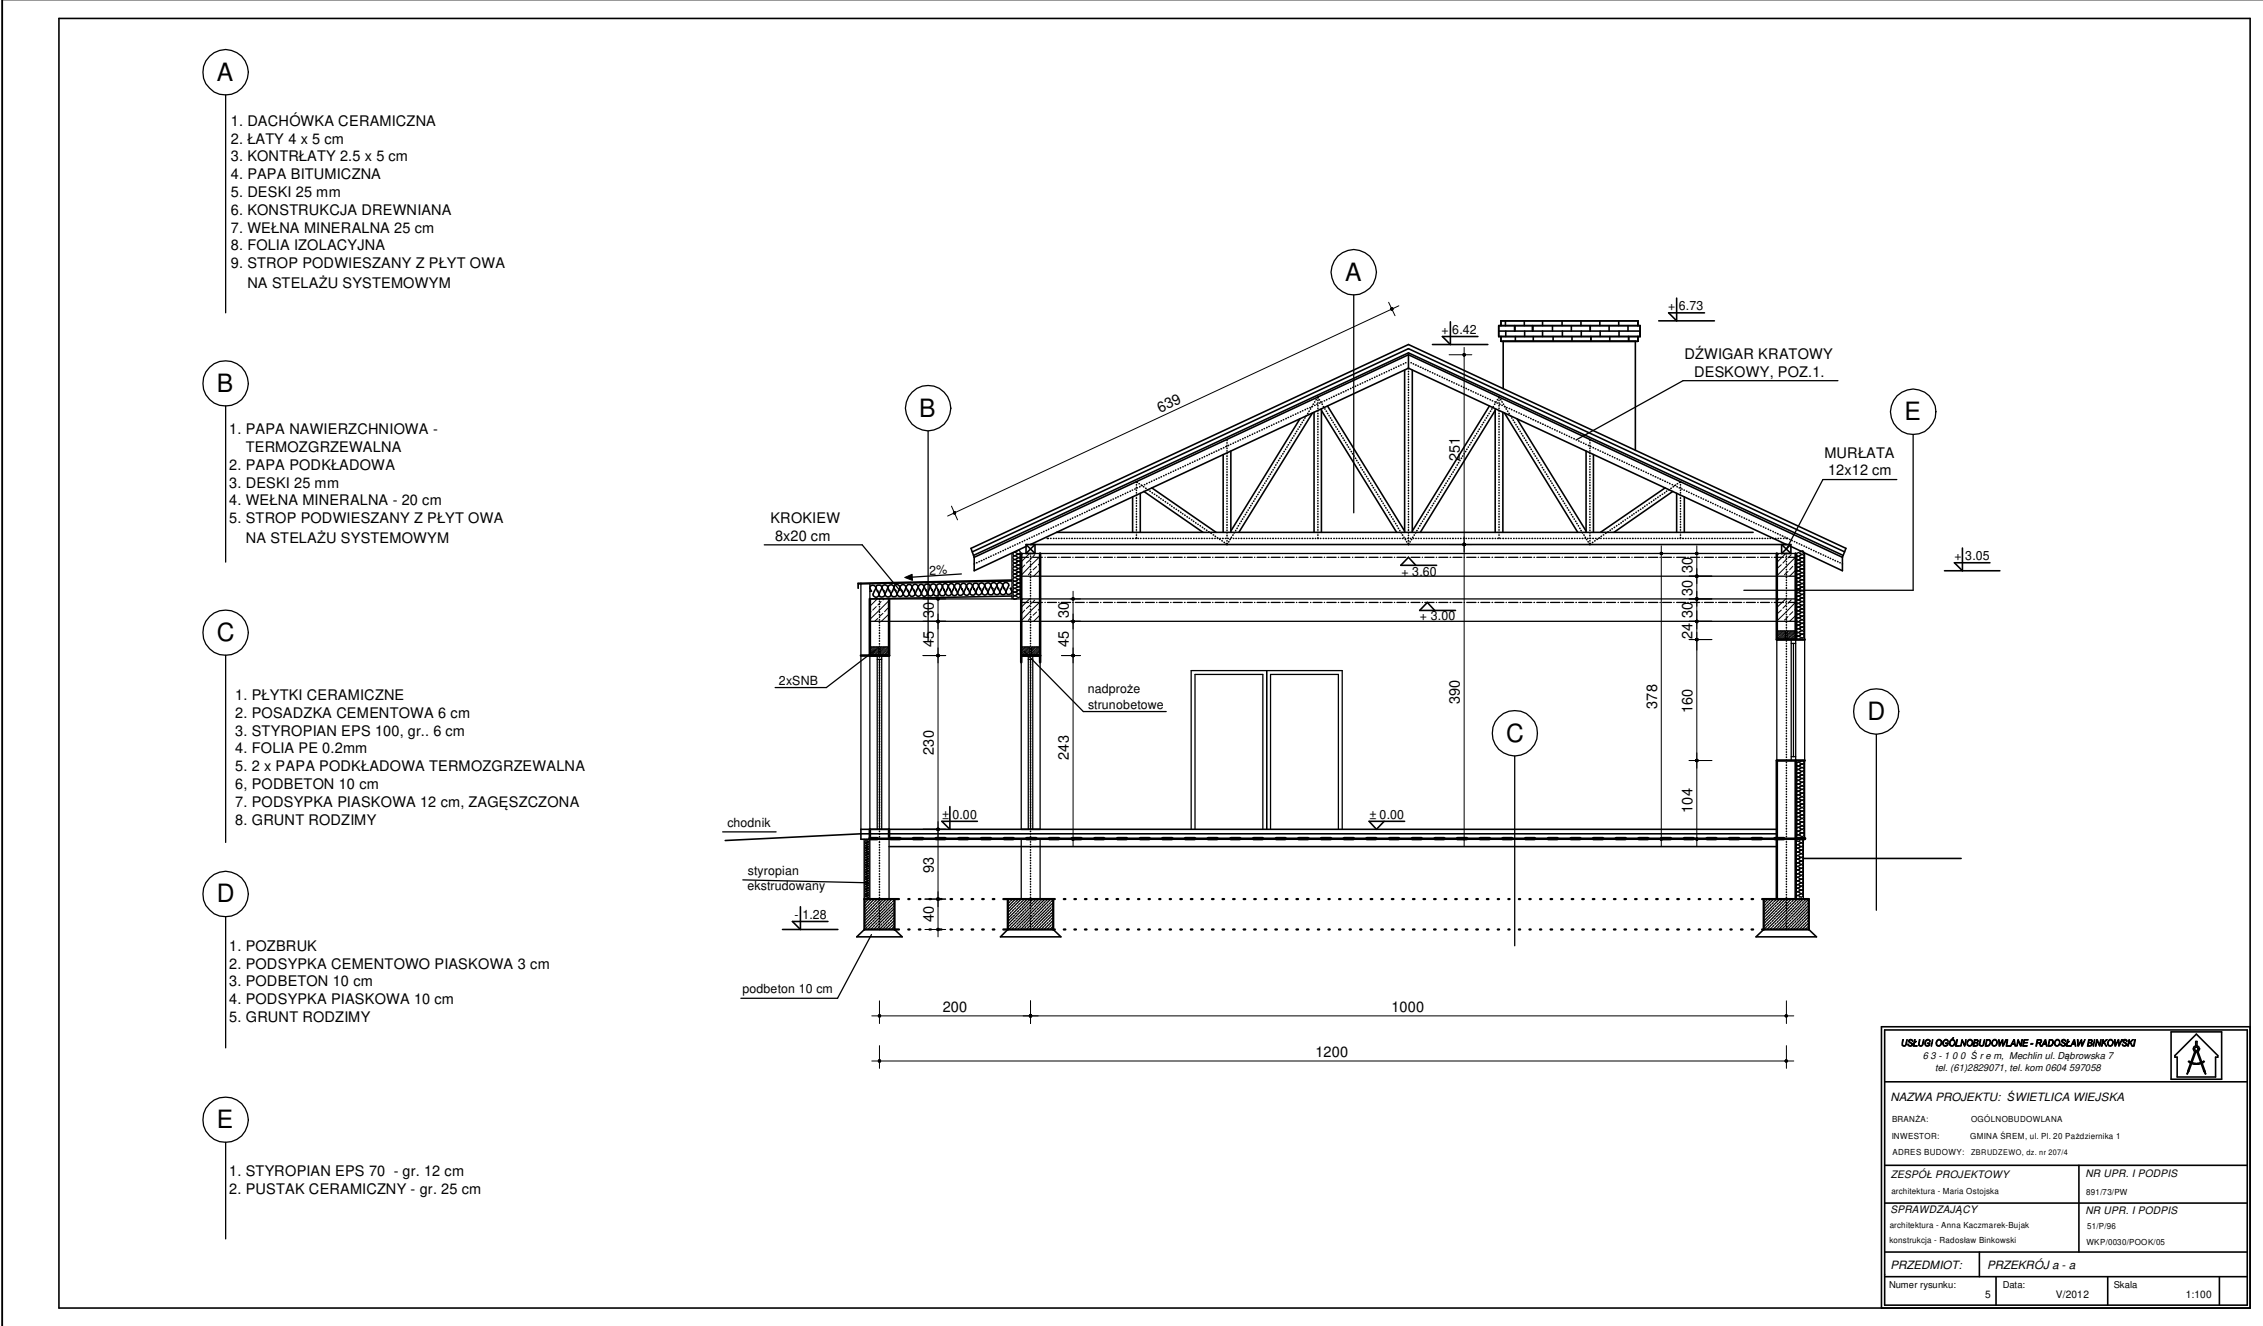 A
1. DACHÓWKA CERAMICZNA
2. ŁATY 4 x 5 cm
3. KONTRŁATY 2.5 x 5 cm
4. PAPA BITUMICZNA
5. DESKI 25 mm
6. KONSTRUKCJA DREWNIANA
7. WEŁNA MINERALNA 25 cm
8. FOLIA IZOLACYJNA
9. STROP PODWIESZANY Z PŁYT OWA
NA STELAŻU SYSTEMOWYM
B
1. PAPA NAWIERZCHNIOWA -
TERMOZGRZEWALNA
2. PAPA PODKŁADOWA
3. DESKI 25 mm
4. WEŁNA MINERALNA - 20 cm
5. STROP PODWIESZANY Z PŁYT OWA
NA STELAŻU SYSTEMOWYM
C
1. PŁYTKI CERAMICZNE
2. POSADZKA CEMENTOWA 6 cm
3. STYROPIAN EPS 100, gr.. 6 cm
4. FOLIA PE 0.2mm
5. 2 x PAPA PODKŁADOWA TERMOZGRZEWALNA
6, PODBETON 10 cm
7. PODSYPKA PIASKOWA 12 cm, ZAGĘSZCZONA
8. GRUNT RODZIMY
D
1. POZBRUK
2. PODSYPKA CEMENTOWO PIASKOWA 3 cm
3. PODBETON 10 cm
4. PODSYPKA PIASKOWA 10 cm
5. GRUNT RODZIMY
E
1. STYROPIAN EPS 70 - gr. 12 cm
2. PUSTAK CERAMICZNY - gr. 25 cm
A
+6.73
+6.42
DŹWIGAR KRATOWY
DESKOWY, POZ.1.
639
B
E
251
MURŁATA
12x12 cm
KROKIEW
8x20 cm
2%
+3.05
+ 3.60
+ 3.00
30
45
30
45
30
30
30
24
2xSNB
nadproże
strunobetowe
390
378
160
D
C
230
243
104
chodnik
±0.00
±0.00
styropian
ekstrudowany
93
40
-1.28
podbeton 10 cm
200
1000
1200
USŁUGI OGÓLNOBUDOWLANE - RADOSŁAW BINKOWSKI
63-100 Śrem, Mechlin ul. Dąbrowska 7
tel. (61)2829071, tel. kom 0604 597058
NAZWA PROJEKTU: ŚWIETLICA WIEJSKA
BRANŻA: OGÓLNOBUDOWLANA
INWESTOR: GMINA ŚREM, ul. Pl. 20 Października 1
ADRES BUDOWY: ZBRUDZEWO, dz. nr 207/4
ZESPÓŁ PROJEKTOWY NR UPR. I PODPIS
architektura - Maria Ostojska 891/73/PW
SPRAWDZAJĄCY NR UPR. I PODPIS
architektura - Anna Kaczmarek-Bujak 51/P/96
konstrukcja - Radosław Binkowski WKP/0030/POOK/05
PRZEDMIOT: PRZEKRÓJ a - a
Numer rysunku: 5 Data: V/2012 Skala 1:100